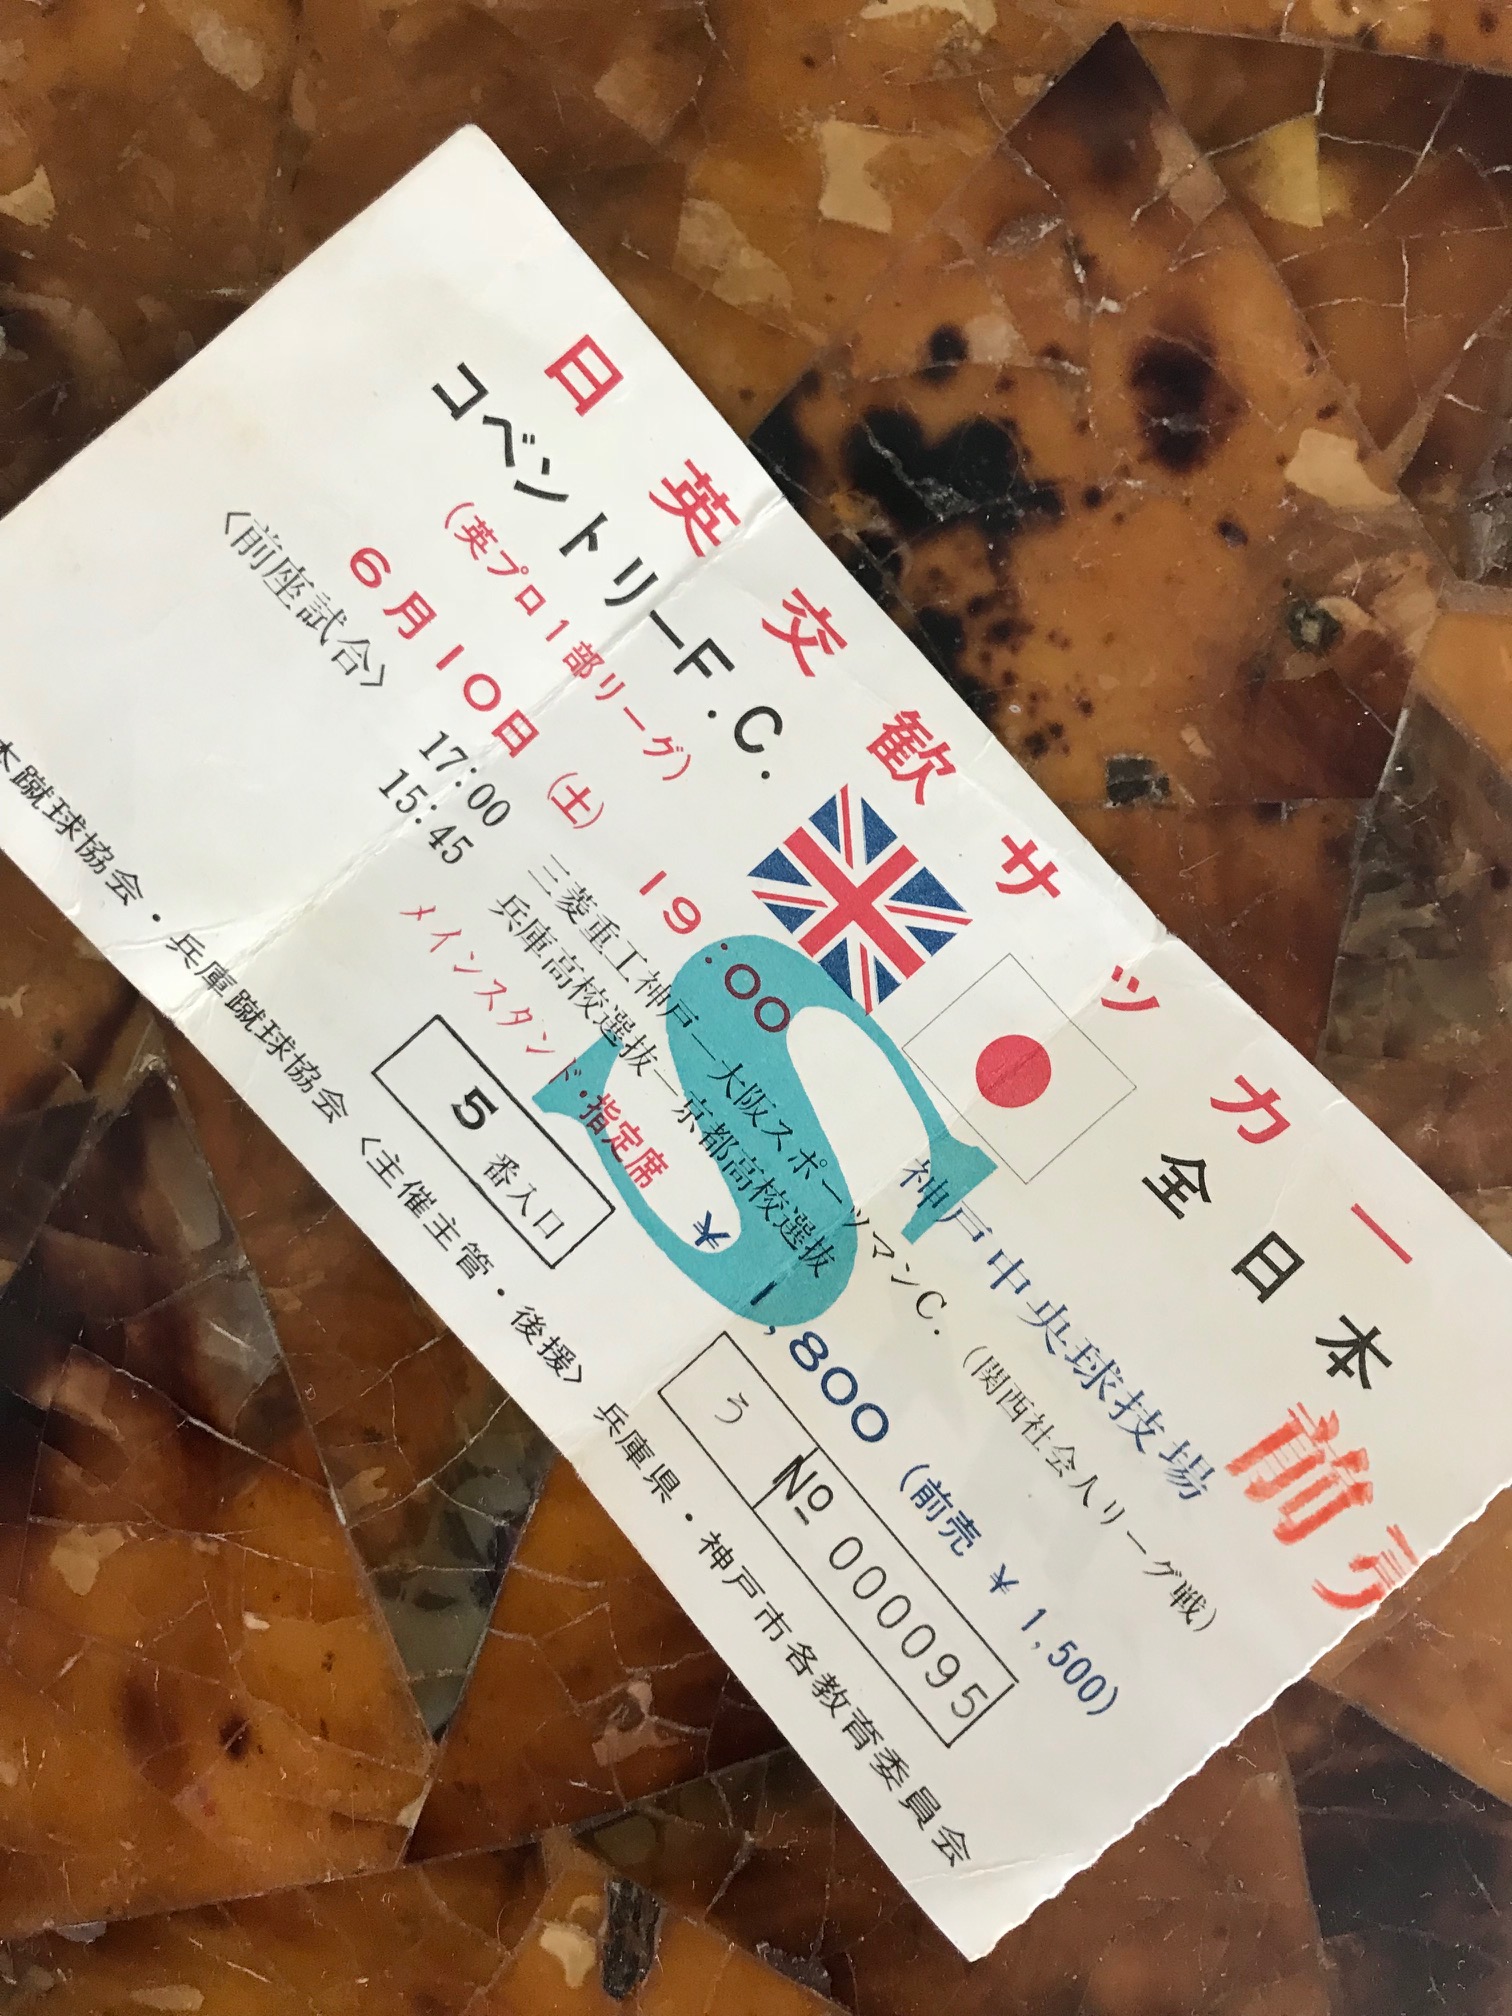 日英交歓サッカー
コベントリーF.C. 全日本
(英プロ1部リーグ)
6月10日(土) 19:00 神戸中央球技場
〈前座試合〉 17:00 三菱重工神戸—大阪スポーツマンC. (関西社会人リーグ戦)
15:45 兵庫高校選抜—京都高校選抜
メインスタンド・指定席 ¥1,800 (前売 ¥1,500)
5番入口 う No 000095
本蹴球協会・兵庫蹴球協会〈主催主管・後援〉兵庫県・神戸市各教育委員会
S
前